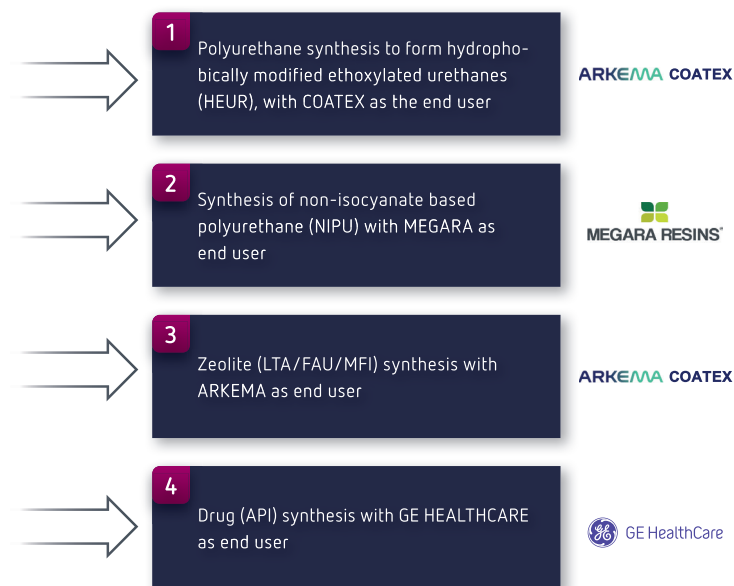 1
Polyurethane synthesis to form hydropho-
bically modified ethoxylated urethanes
(HEUR), with COATEX as the end user
ARKEMA COATEX
2
Synthesis of non-isocyanate based
polyurethane (NIPU) with MEGARA as
end user
MEGARA RESINS
3
Zeolite (LTA/FAU/MFI) synthesis with
ARKEMA as end user
ARKEMA COATEX
4
Drug (API) synthesis with GE HEALTHCARE
as end user
GE GE HealthCare